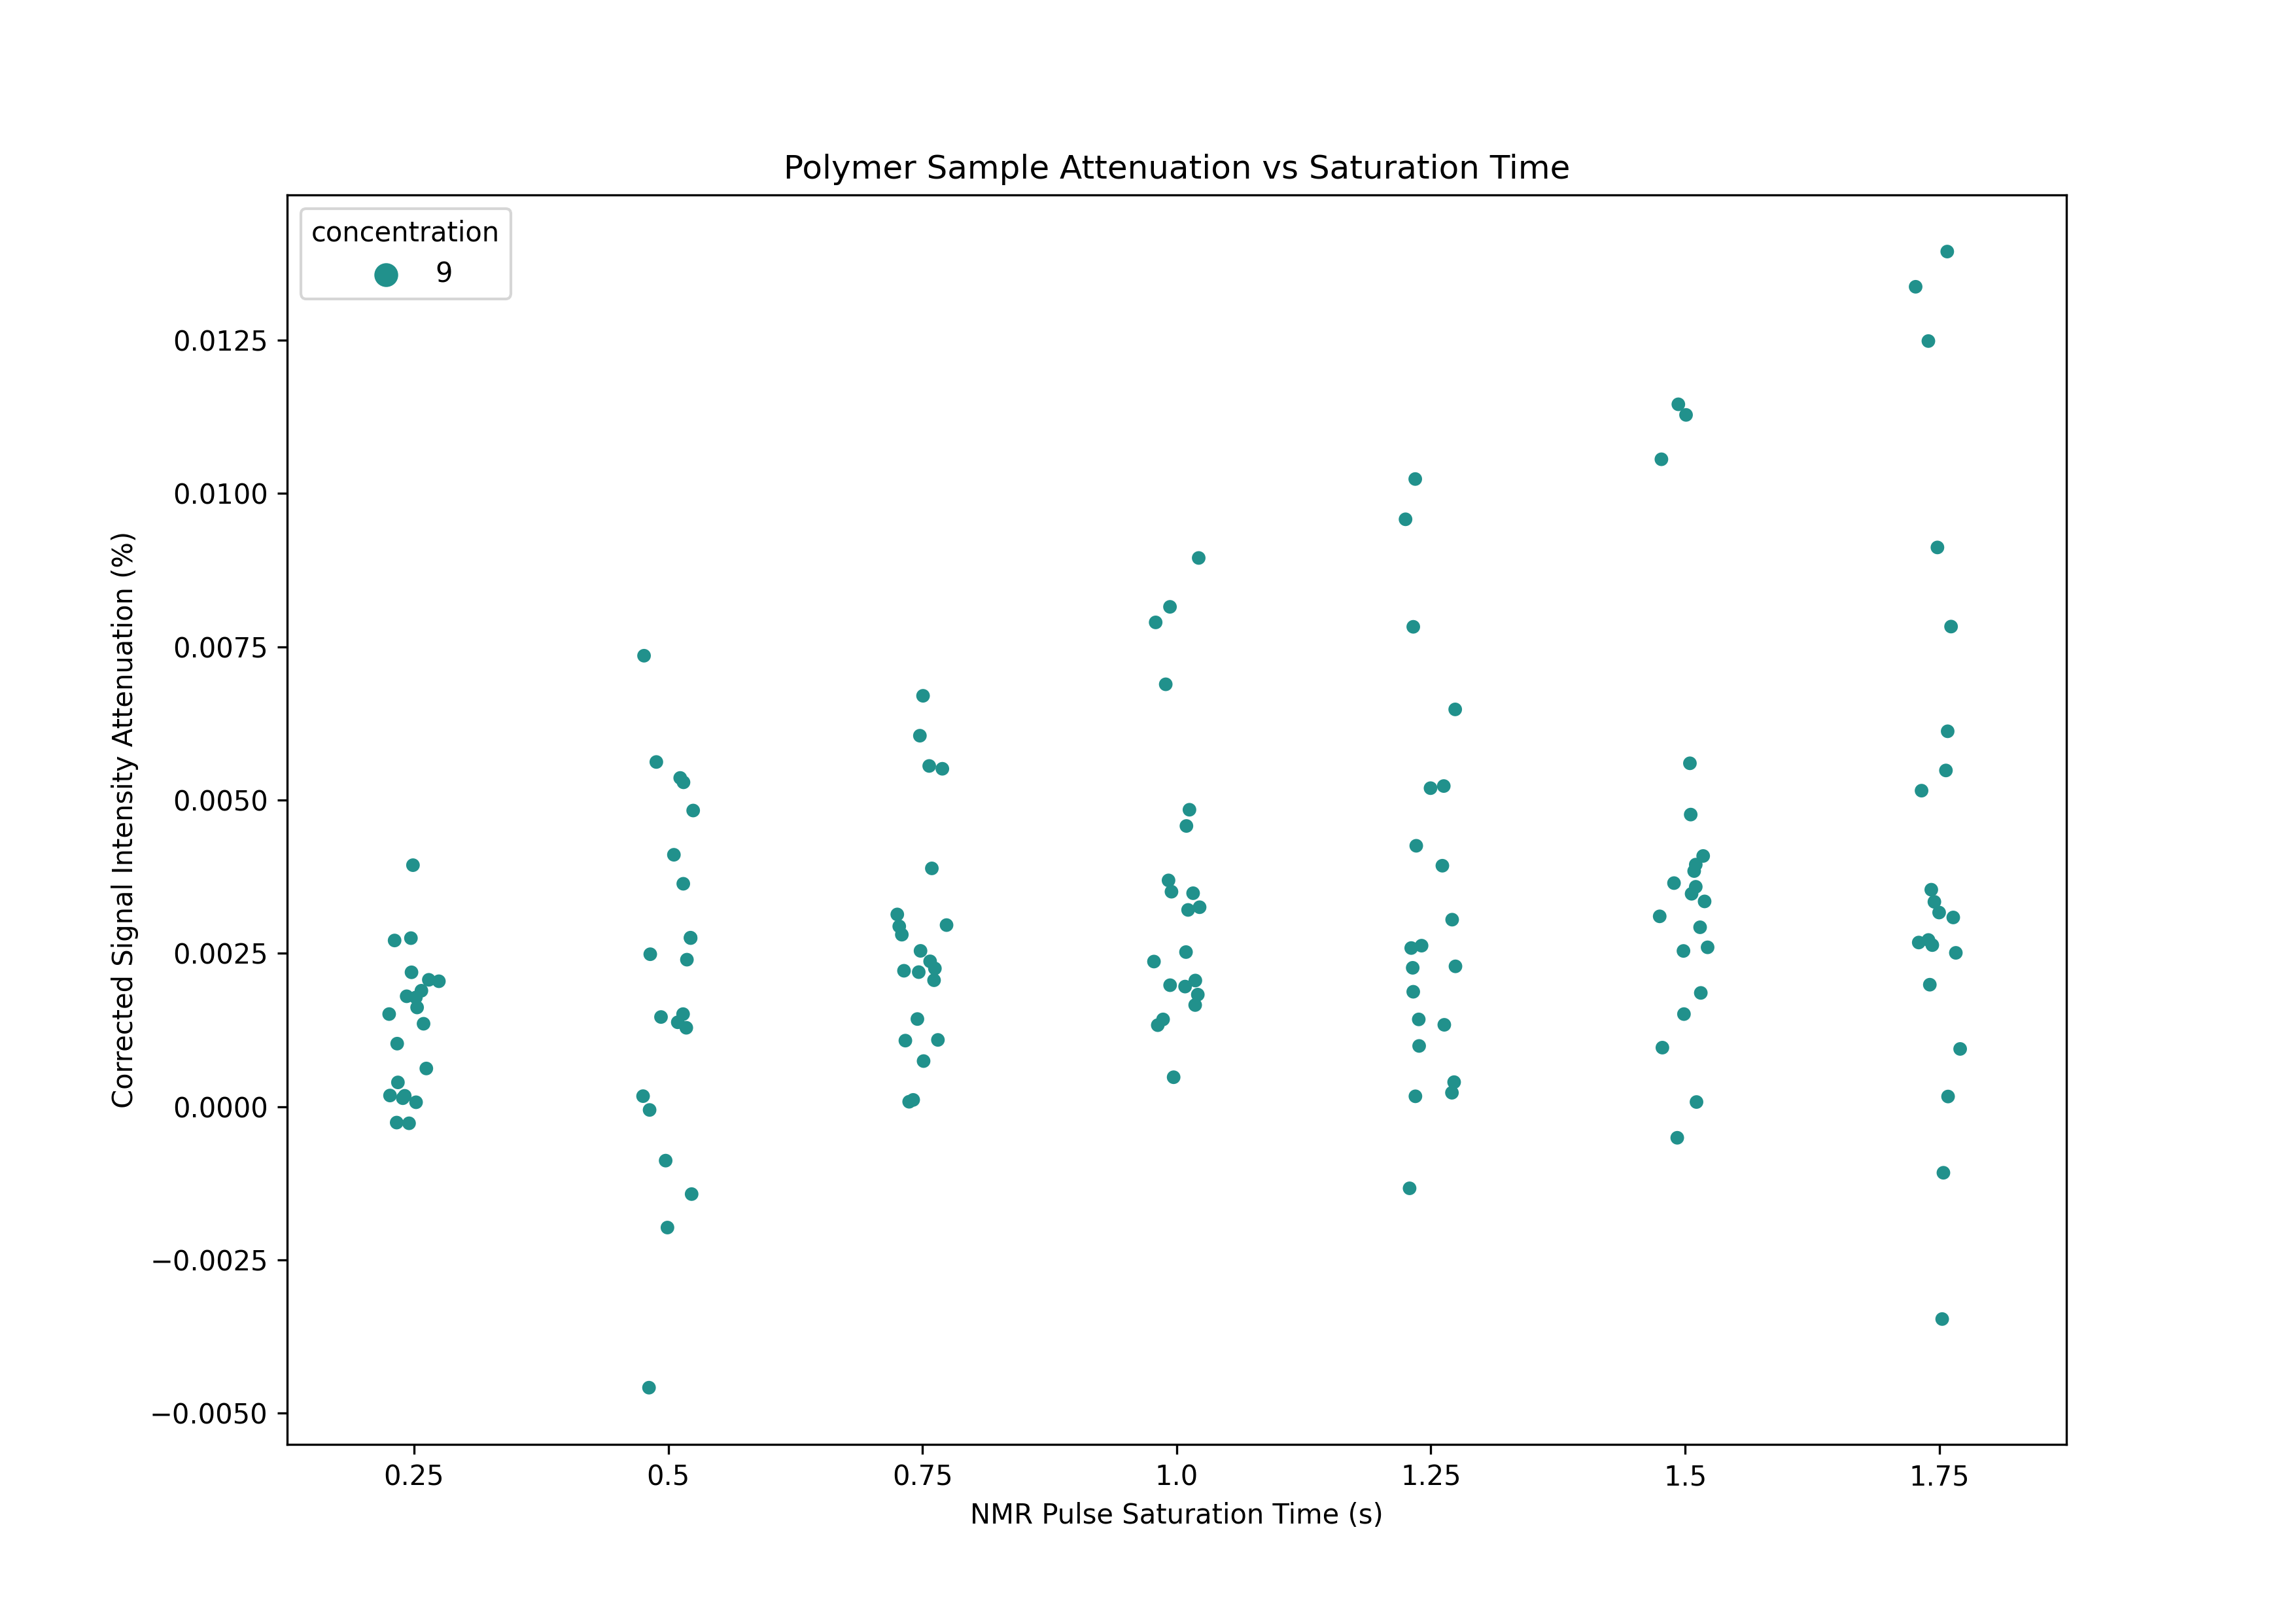 Polymer Sample Attenuation vs Saturation Time
concentration
9
0.0125
0.0100
0.0075
0.0050
0.0025
0.0000
−0.0025
−0.0050
Corrected Signal Intensity Attenuation (%)
0.25 0.5 0.75 1.0 1.25 1.5 1.75
NMR Pulse Saturation Time (s)